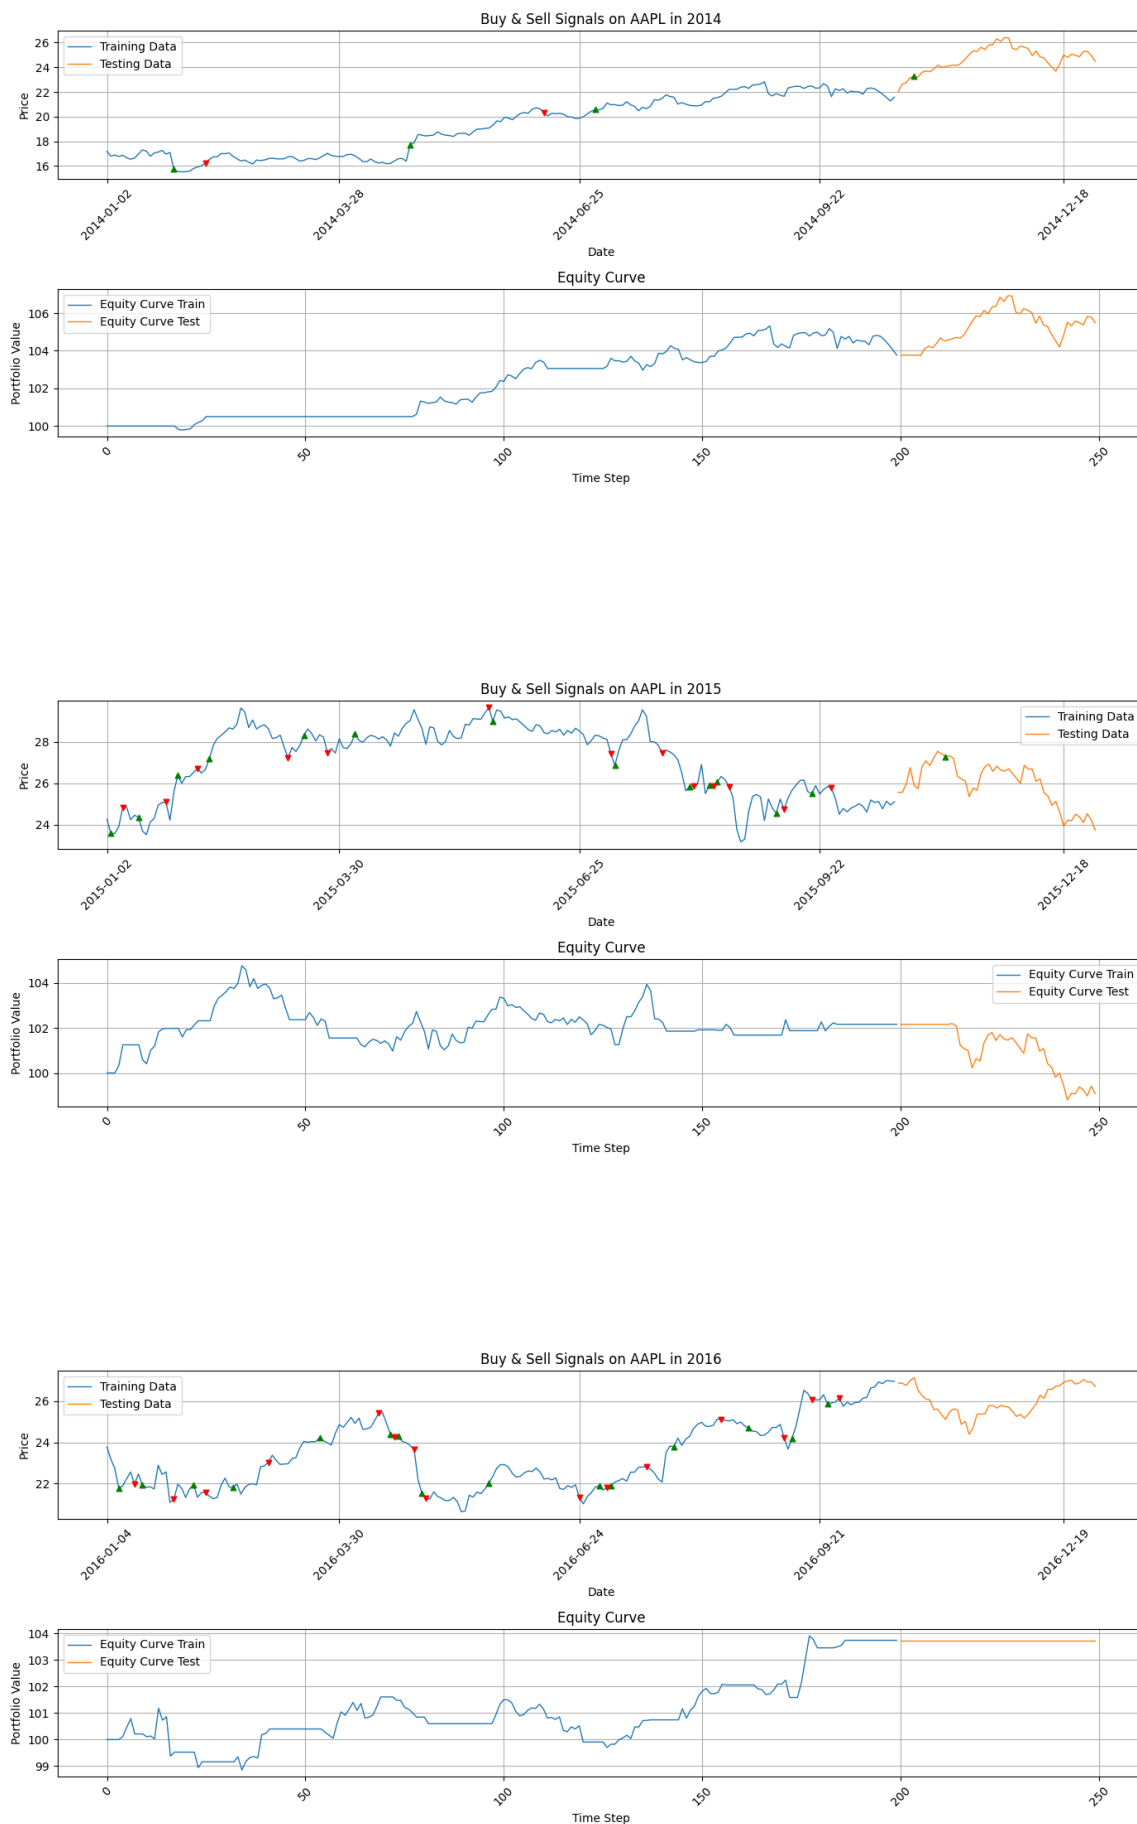 Buy & Sell Signals on AAPL in 2014
Training Data
Testing Data
Price
26
24
22
20
18
16
2014-01-02
2014-03-28
2014-06-25
2014-09-22
2014-12-18
Date
Equity Curve
Equity Curve Train
Equity Curve Test
Portfolio Value
106
104
102
100
0
50
100
150
200
250
Time Step
Buy & Sell Signals on AAPL in 2015
Training Data
Testing Data
Price
28
26
24
2015-01-02
2015-03-30
2015-06-25
2015-09-22
2015-12-18
Date
Equity Curve
Equity Curve Train
Equity Curve Test
Portfolio Value
104
102
100
0
50
100
150
200
250
Time Step
Buy & Sell Signals on AAPL in 2016
Training Data
Testing Data
Price
26
24
22
2016-01-04
2016-03-30
2016-06-24
2016-09-21
2016-12-19
Date
Equity Curve
Equity Curve Train
Equity Curve Test
Portfolio Value
104
103
102
101
100
99
0
50
100
150
200
250
Time Step